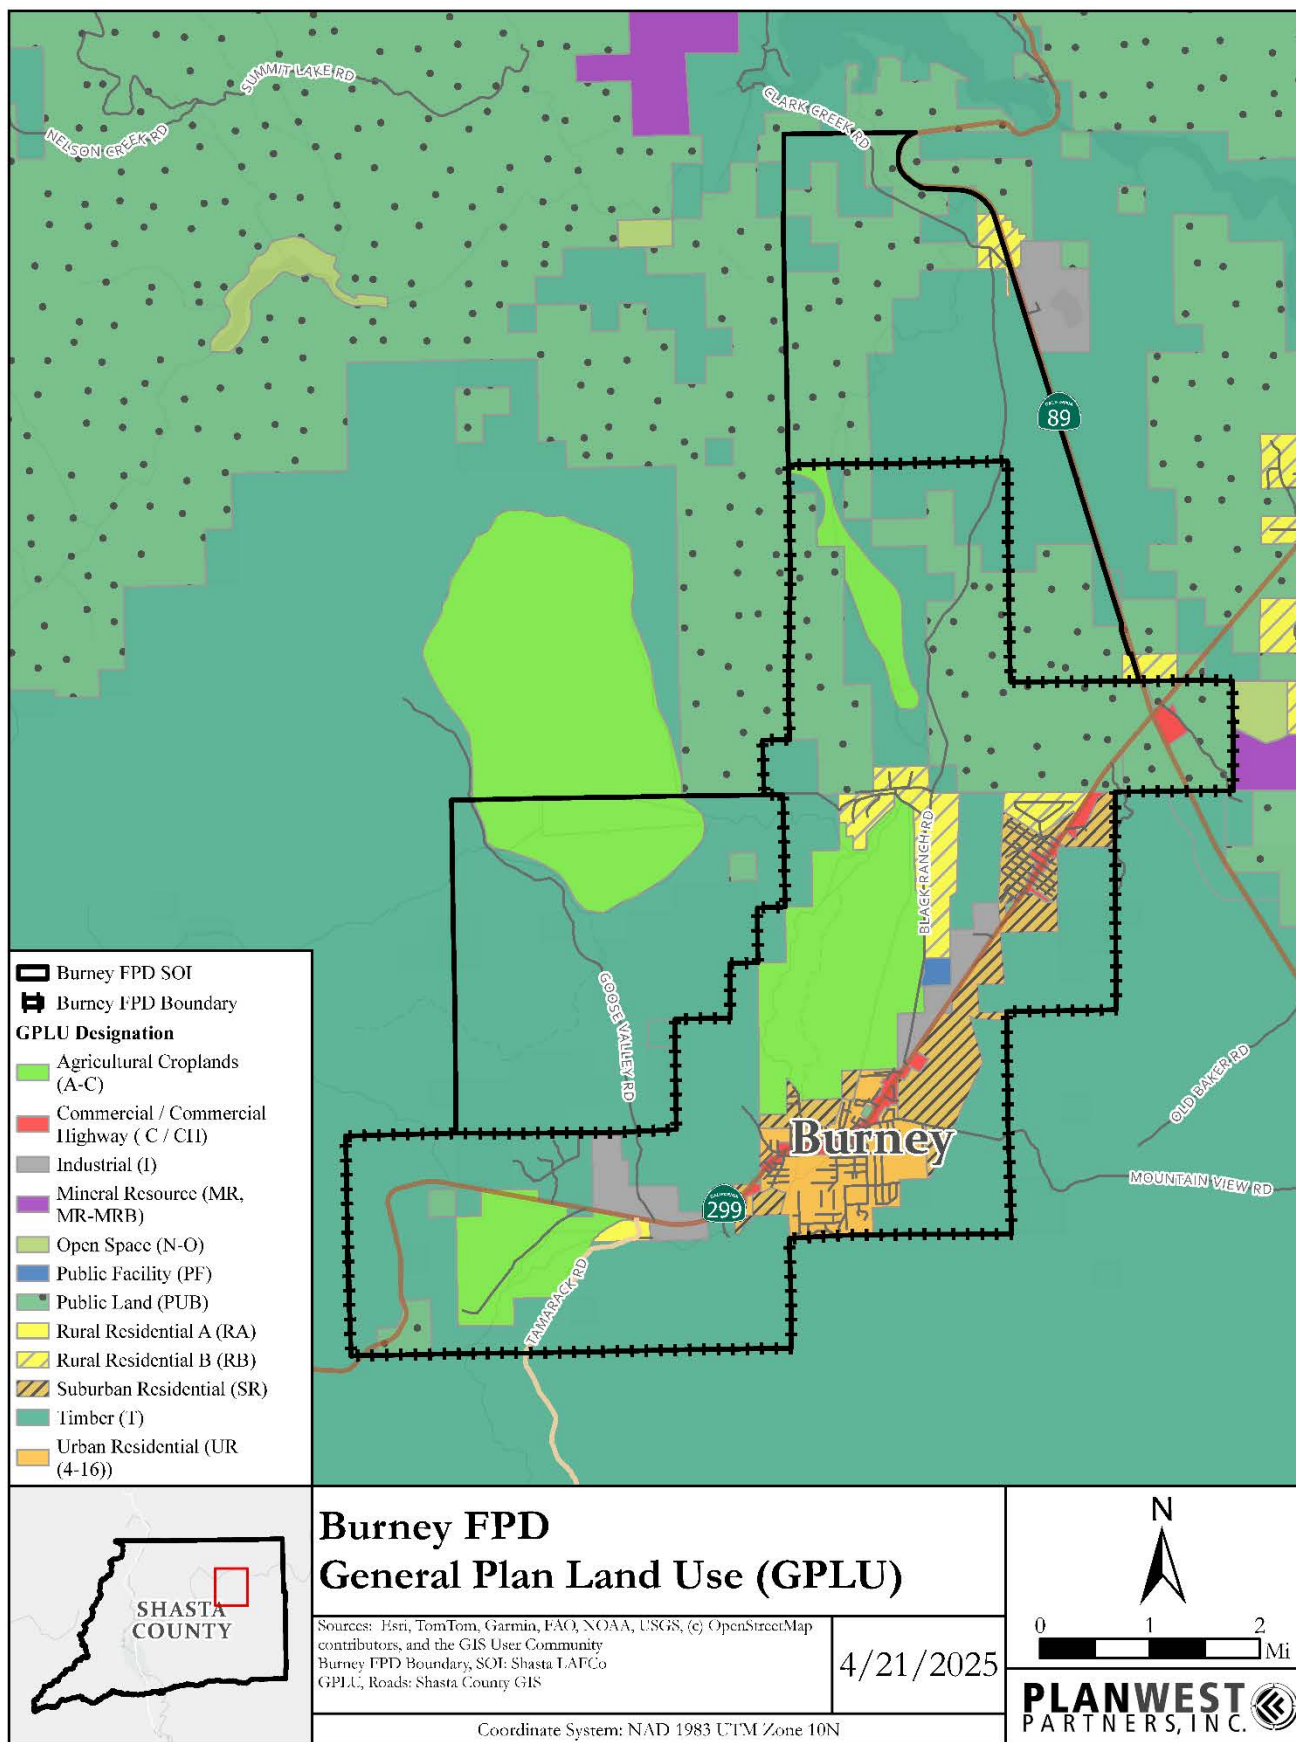 SUMMIT LAKE RD
NELSON CREEK RD
CLARK CREEK RD
CALIFORNIA
89
BLACK RANCH RD
GOOSE VALLEY RD
OLD BAKER RD
Burney
MOUNTAIN VIEW RD
CALIFORNIA
299
TAMARACK RD
Burney FPD SOI
Burney FPD Boundary
GPLU Designation
Agricultural Croplands
(A-C)
Commercial / Commercial
Highway ( C / CH)
Industrial (I)
Mineral Resource (MR,
MR-MRB)
Open Space (N-O)
Public Facility (PF)
Public Land (PUB)
Rural Residential A (RA)
Rural Residential B (RB)
Suburban Residential (SR)
Timber (T)
Urban Residential (UR
(4-16))
SHASTA
COUNTY
Burney FPD
General Plan Land Use (GPLU)
Sources: Esri, TomTom, Garmin, FAO, NOAA, USGS, (c) OpenStreetMap
contributors, and the GIS User Community
Burney FPD Boundary, SOI: Shasta LAFCo
GPLU, Roads: Shasta County GIS
4/21/2025
Coordinate System: NAD 1983 UTM Zone 10N
N
0 1 2
Mi
PLANWEST
PARTNERS, INC.